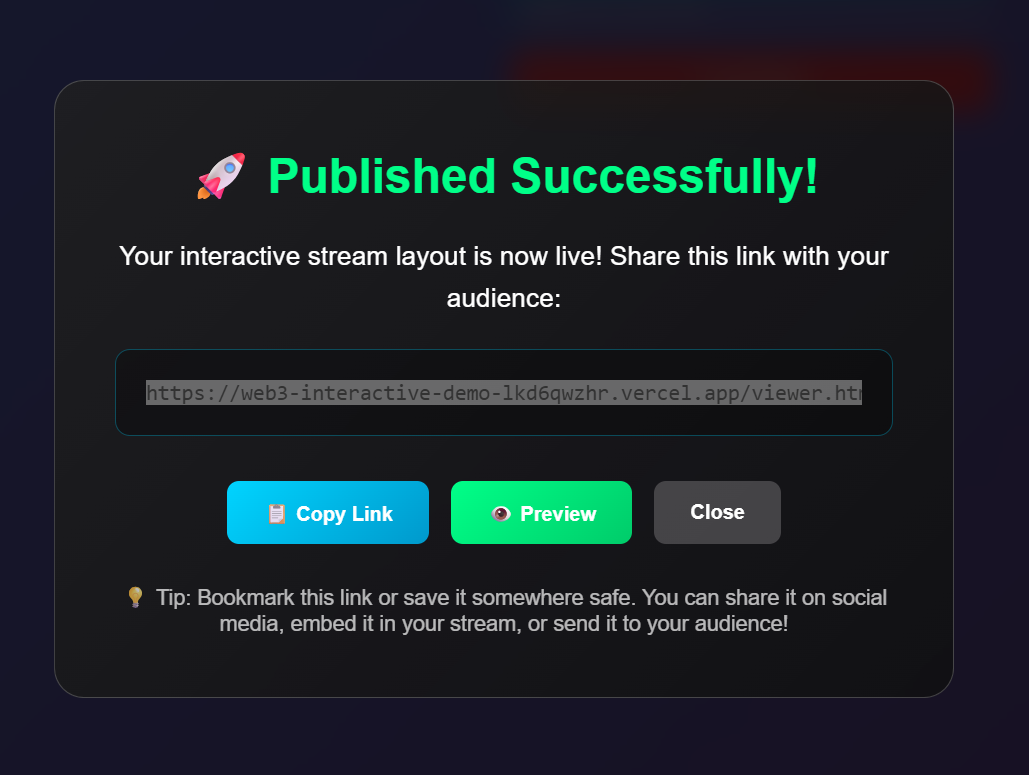 🚀 Published Successfully!
Your interactive stream layout is now live! Share this link with your
audience:
https://web3-interactive-demo-lkd6qwzhr.vercel.app/viewer.htm
📋 Copy Link
👁️ Preview
Close
💡 Tip: Bookmark this link or save it somewhere safe. You can share it on social
media, embed it in your stream, or send it to your audience!